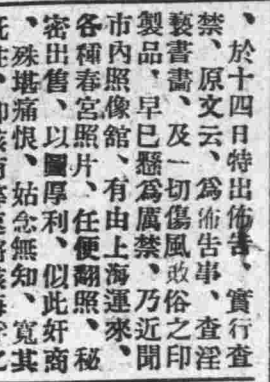 、於十四日特出佈告、實行查
禁、原文云、爲佈告事、查淫
褻書畵、及一切傷風敗俗之印
製品、早已懸爲厲禁、乃近聞
市內照像舘、有由上海運來、
各種春宮照片、任便翻照、秘
密出售、以圖厚利、似此奸商
、殊堪痛恨、姑念無知、寬其